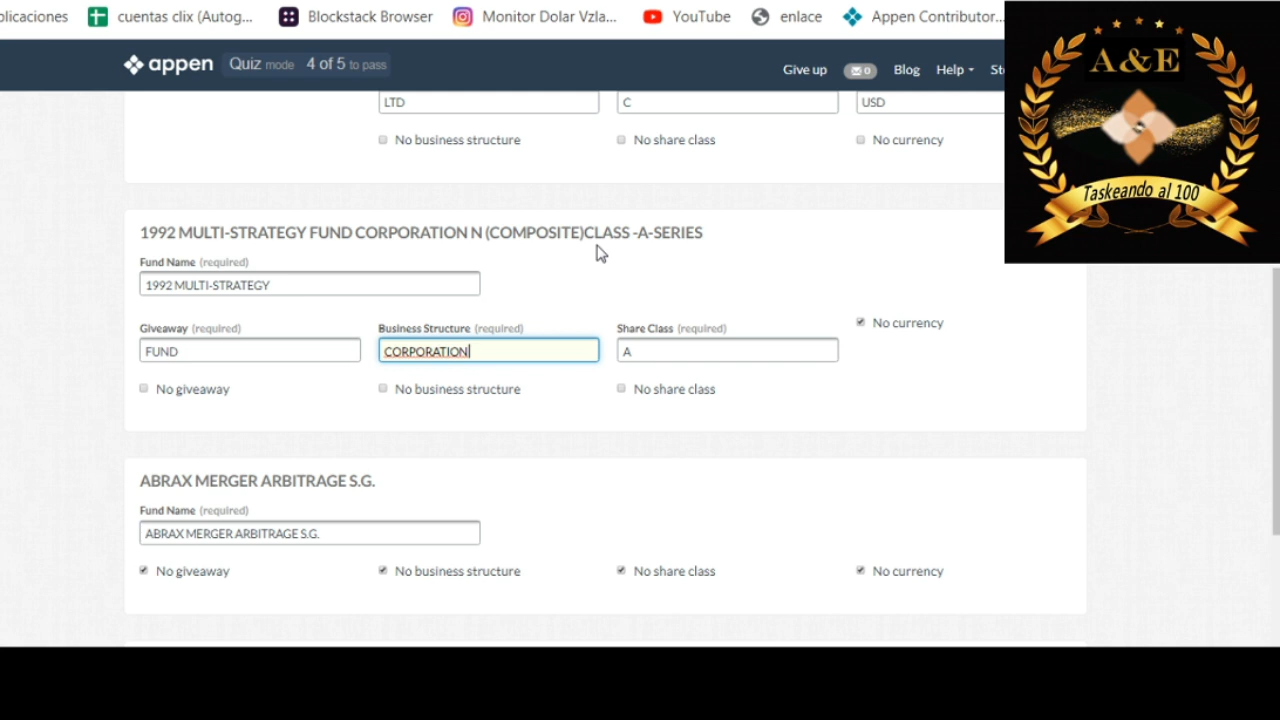 plicaciones cuentas clix (Autog... Blockstack Browser Monitor Dolar Vzla... YouTube enlace Appen Contributor...
appen Quiz mode 4 of 5 to pass Give up 0 Blog Help
A&E
Taskeando al 100
LTD C USD
No business structure No share class No currency
1992 MULTI-STRATEGY FUND CORPORATION N (COMPOSITE)CLASS -A-SERIES
Fund Name (required)
1992 MULTI-STRATEGY
Giveaway (required) Business Structure (required) Share Class (required) No currency
FUND CORPORATION A
No giveaway No business structure No share class
ABRAX MERGER ARBITRAGE S.G.
Fund Name (required)
ABRAX MERGER ARBITRAGE S.G.
No giveaway No business structure No share class No currency